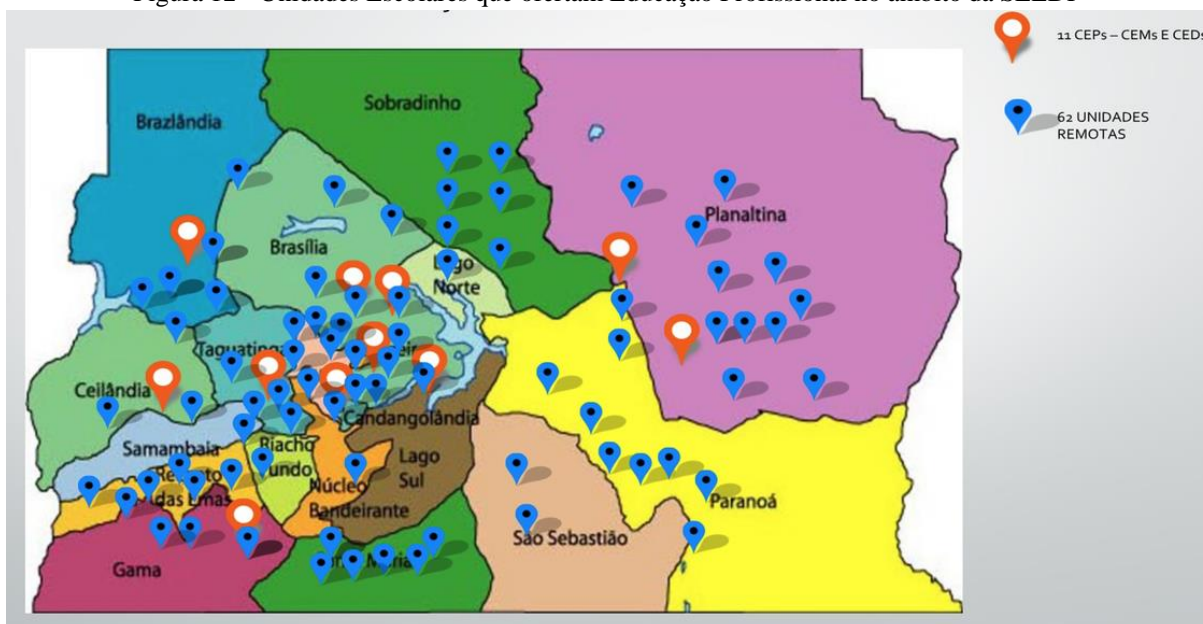 Figura 12 - Unidades Escolares que ofertam Educação Profissional no âmbito da SEEDF
11 CEPs – CEMs E CEDs
62 UNIDADES
REMOTAS
Sobradinho
Brazlândia
Planaltina
Brasília
Lago
Norte
Taguatinga
Ceilândia
Candangolândia
Samambaia
Riacho
Fundo
Lago
Sul
das Emas
Núcleo
Bandeirante
Paranoá
São Sebastião
Gama